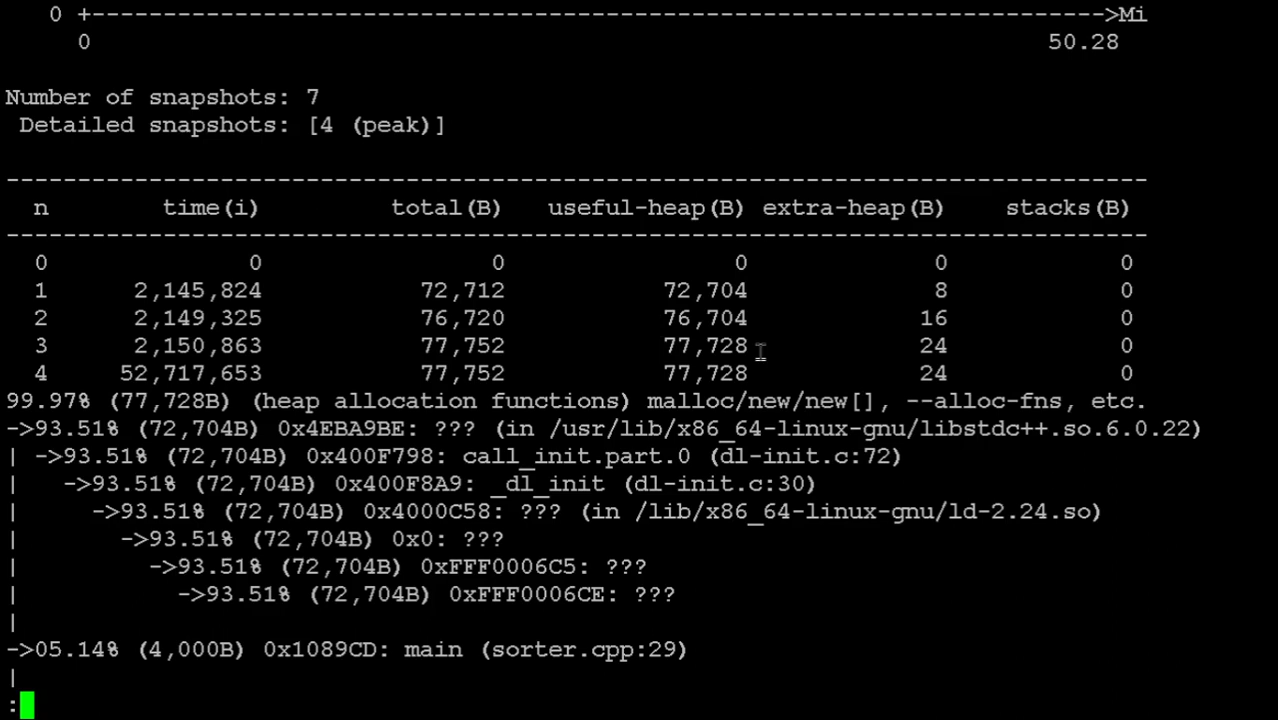 0 +----------------------------------------------------------------------->Mi
0 50.28
Number of snapshots: 7
Detailed snapshots: [4 (peak)]
--------------------------------------------------------------------------------
n time(i) total(B) useful-heap(B) extra-heap(B) stacks(B)
--------------------------------------------------------------------------------
0 0 0 0 0 0
1 2,145,824 72,712 72,704 8 0
2 2,149,325 76,720 76,704 16 0
3 2,150,863 77,752 77,728 24 0
4 52,717,653 77,752 77,728 24 0
99.97% (77,728B) (heap allocation functions) malloc/new/new[], --alloc-fns, etc.
->93.51% (72,704B) 0x4EBA9BE: ??? (in /usr/lib/x86_64-linux-gnu/libstdc++.so.6.0.22)
| ->93.51% (72,704B) 0x400F798: call_init.part.0 (dl-init.c:72)
|   ->93.51% (72,704B) 0x400F8A9: _dl_init (dl-init.c:30)
|     ->93.51% (72,704B) 0x4000C58: ??? (in /lib/x86_64-linux-gnu/ld-2.24.so)
|       ->93.51% (72,704B) 0x0: ???
|         ->93.51% (72,704B) 0xFFF0006C5: ???
|           ->93.51% (72,704B) 0xFFF0006CE: ???
|
->05.14% (4,000B) 0x1089CD: main (sorter.cpp:29)
|
: